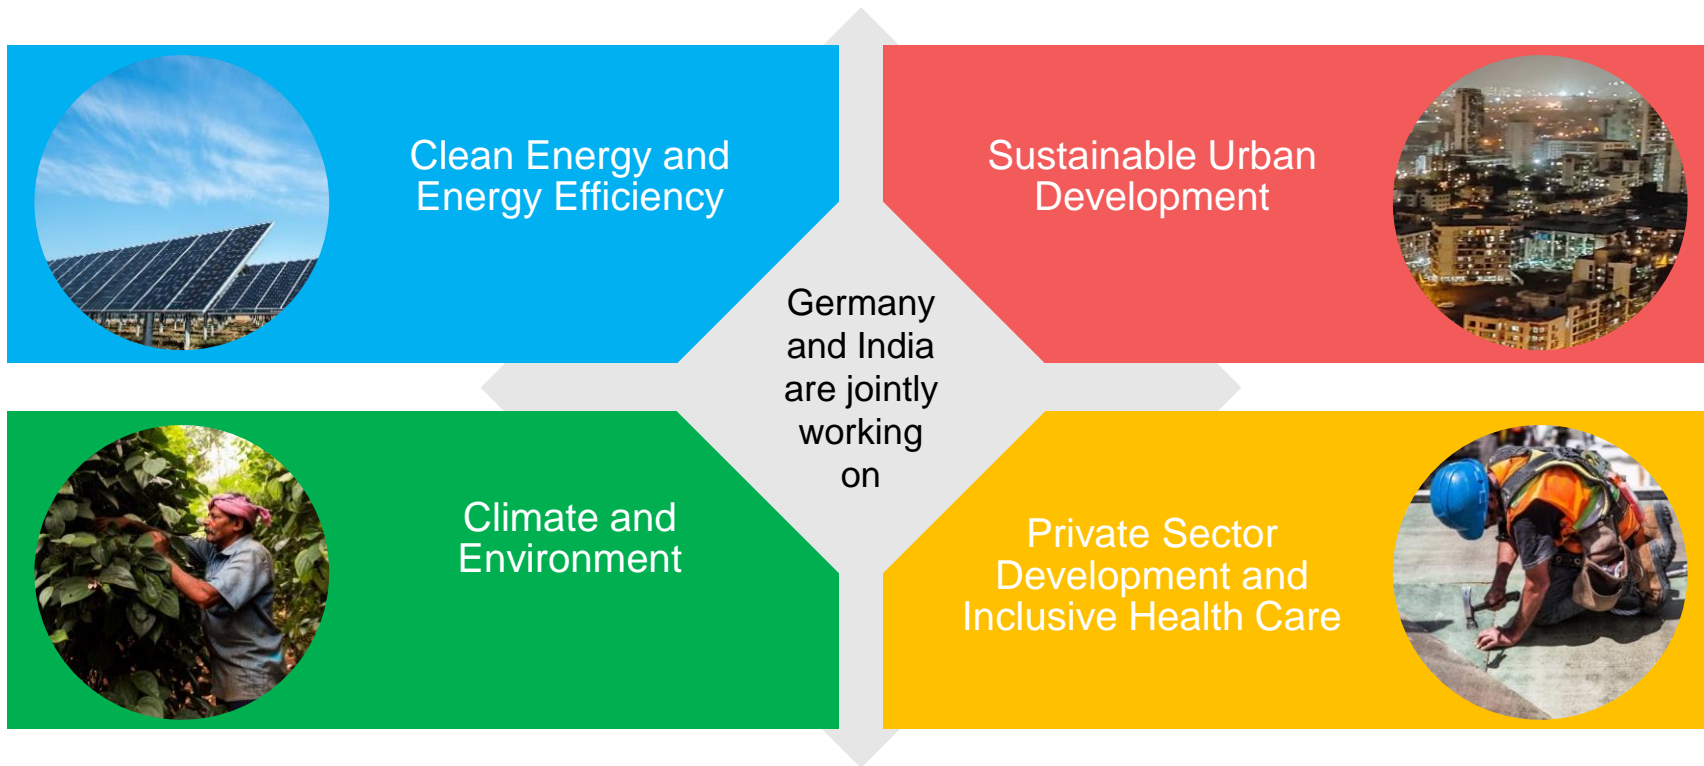 Clean Energy and
Energy Efficiency
Sustainable Urban
Development
Germany
and India
are jointly
working
on
Climate and
Environment
Private Sector
Development and
Inclusive Health Care